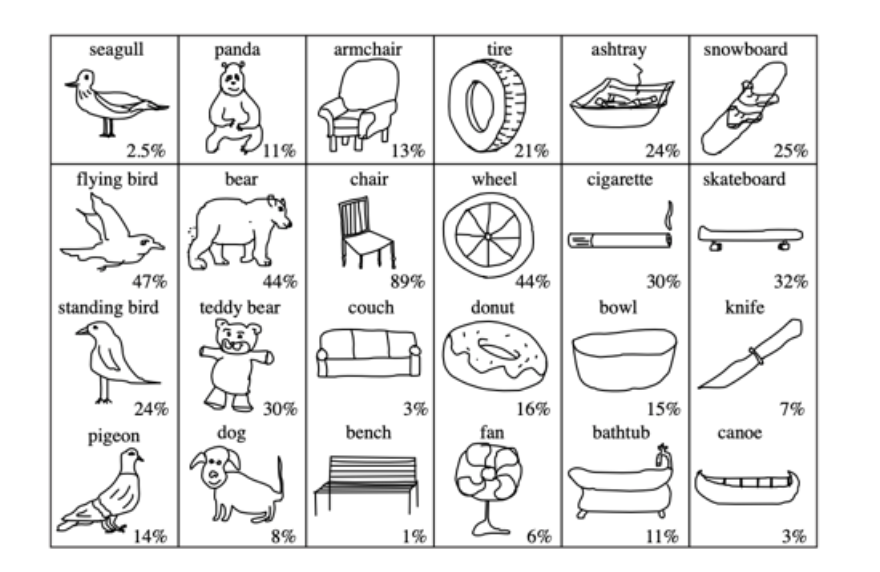 seagull panda armchair tire ashtray snowboard
2.5% 11% 13% 21% 24% 25%
flying bird bear chair wheel cigarette skateboard
47% 44% 89% 44% 30% 32%
standing bird teddy bear couch donut bowl knife
24% 30% 3% 16% 15% 7%
pigeon dog bench fan bathtub canoe
14% 8% 1% 6% 11% 3%